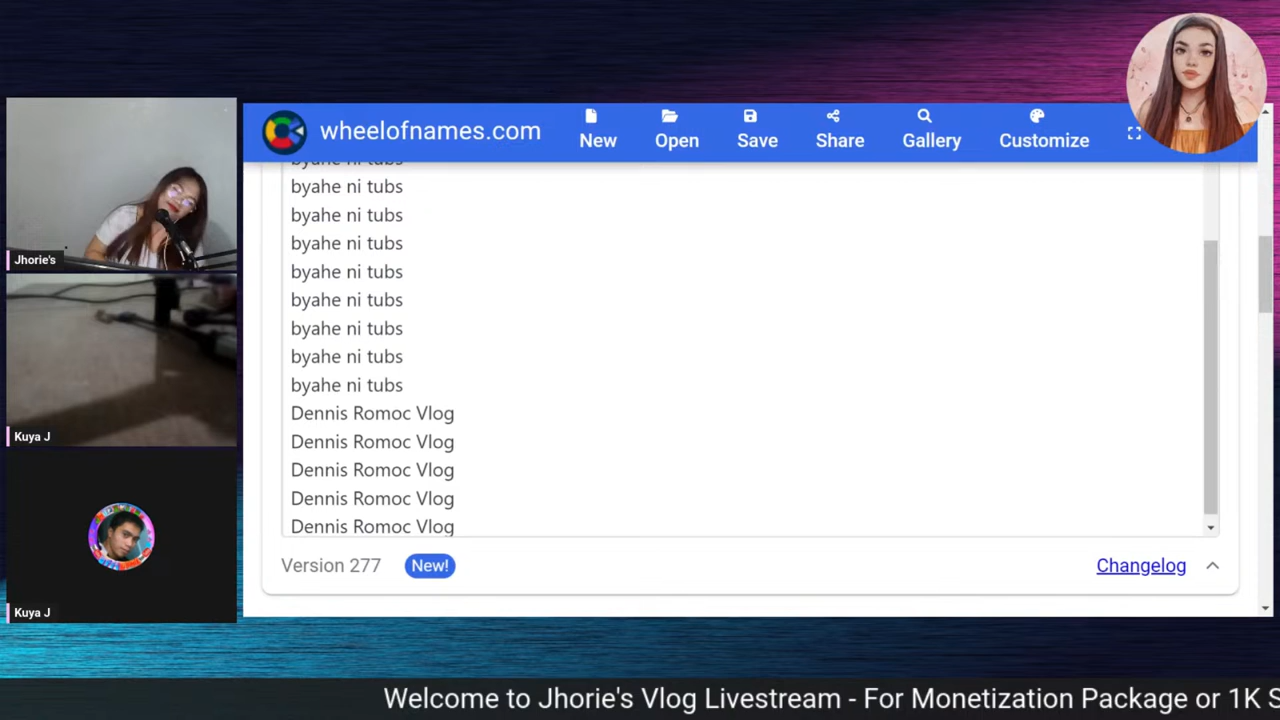 wheelofnames.com
New
Open
Save
Share
Gallery
Customize
byahe ni tubs
byahe ni tubs
byahe ni tubs
byahe ni tubs
byahe ni tubs
byahe ni tubs
byahe ni tubs
byahe ni tubs
byahe ni tubs
Dennis Romoc Vlog
Dennis Romoc Vlog
Dennis Romoc Vlog
Dennis Romoc Vlog
Dennis Romoc Vlog
Version 277
New!
Changelog
Jhorie's
Kuya J
Kuya J
Welcome to Jhorie's Vlog Livestream - For Monetization Package or 1K S